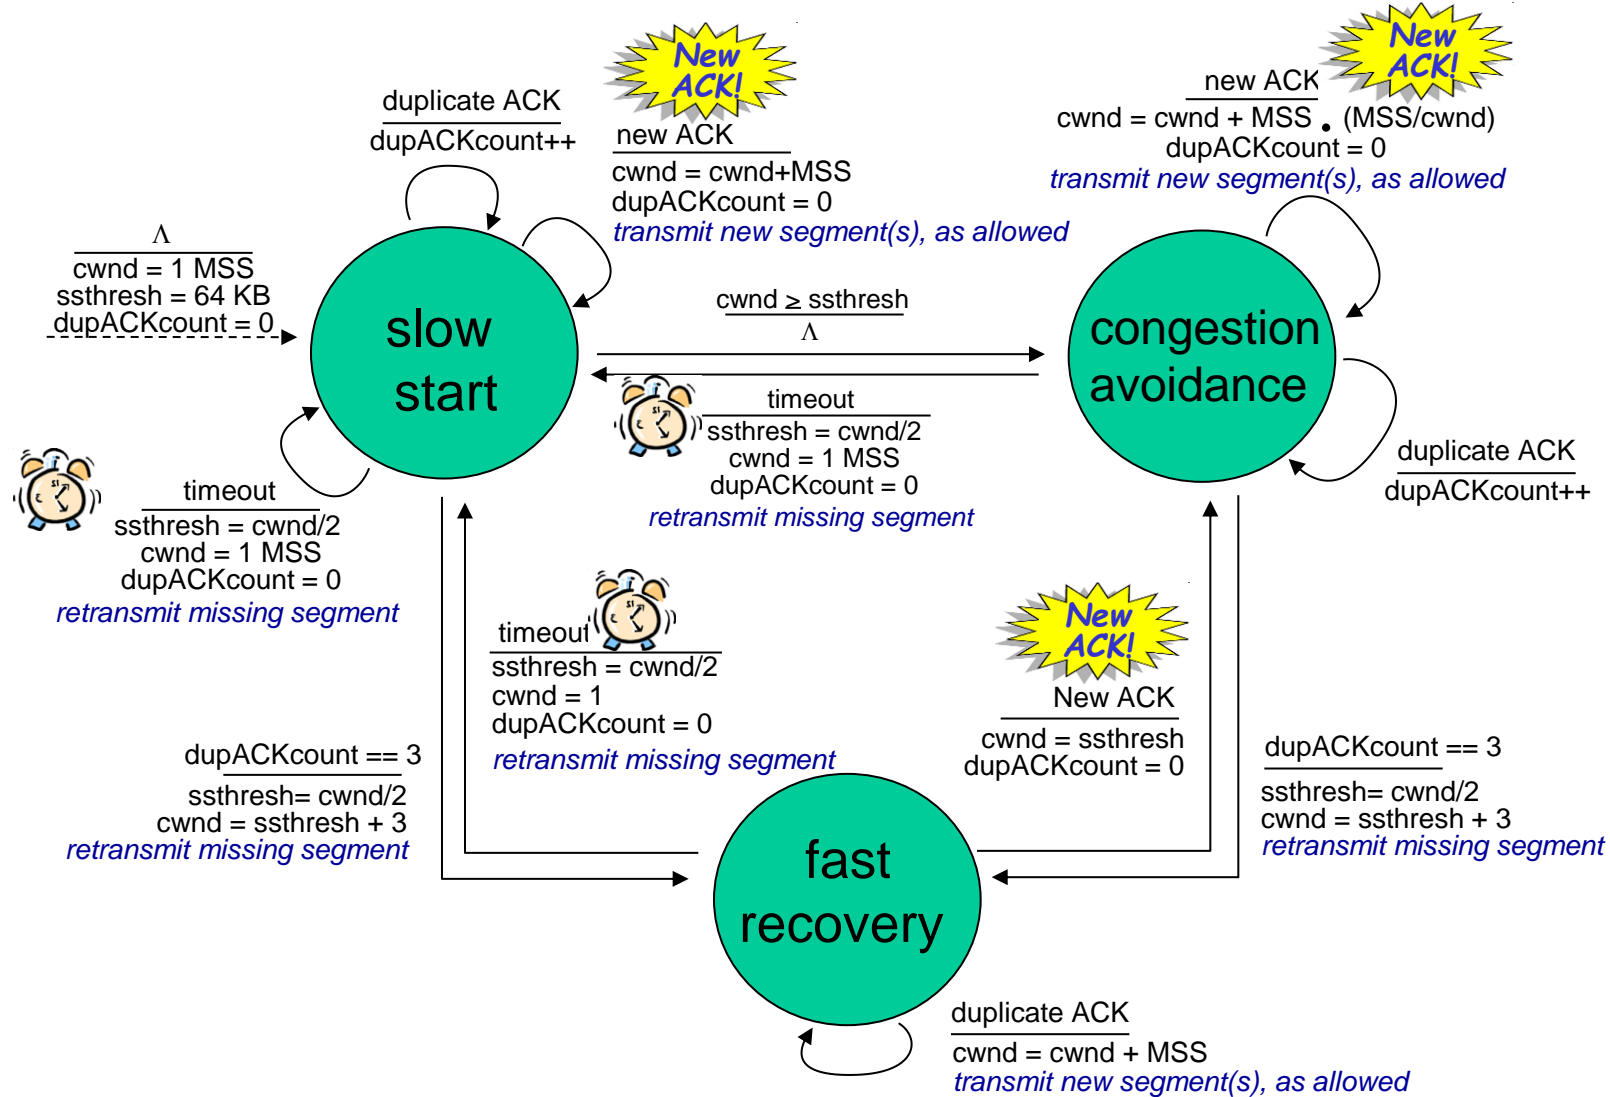 New
ACK!
duplicate ACK
dupACKcount++
new ACK
cwnd = cwnd+MSS
dupACKcount = 0
transmit new segment(s), as allowed
New
ACK!
new ACK
cwnd = cwnd + MSS • (MSS/cwnd)
dupACKcount = 0
transmit new segment(s), as allowed
Λ
cwnd = 1 MSS
ssthresh = 64 KB
dupACKcount = 0
slow
start
cwnd ≥ ssthresh
Λ
congestion
avoidance
timeout
ssthresh = cwnd/2
cwnd = 1 MSS
dupACKcount = 0
retransmit missing segment
duplicate ACK
dupACKcount++
timeout
ssthresh = cwnd/2
cwnd = 1 MSS
dupACKcount = 0
retransmit missing segment
timeout
ssthresh = cwnd/2
cwnd = 1
dupACKcount = 0
retransmit missing segment
New
ACK!
New ACK
cwnd = ssthresh
dupACKcount = 0
dupACKcount == 3
ssthresh= cwnd/2
cwnd = ssthresh + 3
retransmit missing segment
dupACKcount == 3
ssthresh= cwnd/2
cwnd = ssthresh + 3
retransmit missing segment
fast
recovery
duplicate ACK
cwnd = cwnd + MSS
transmit new segment(s), as allowed